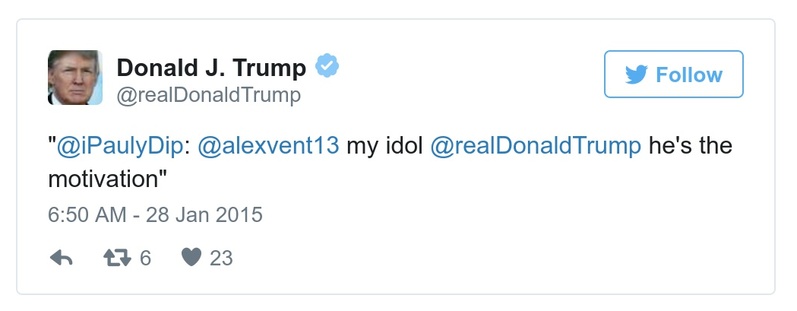 Donald J. Trump
@realDonaldTrump
Follow
"@iPaulyDip: @alexvent13 my idol @realDonaldTrump he's the
motivation"
6:50 AM - 28 Jan 2015
6 23